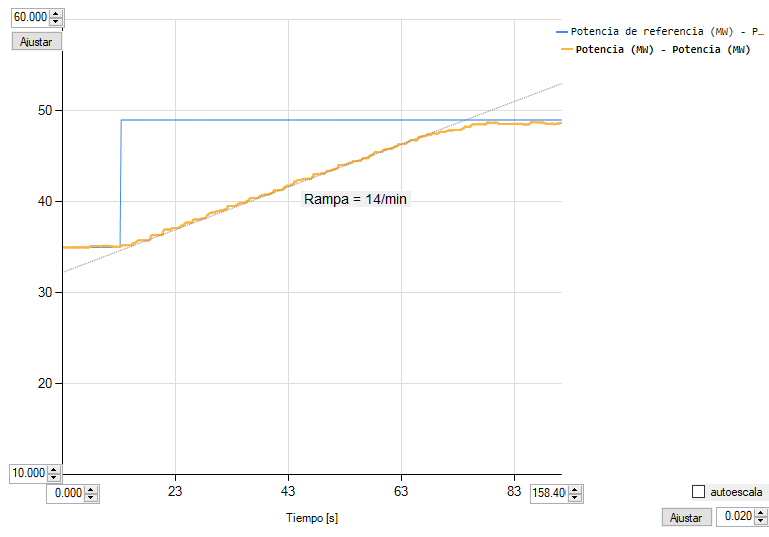 60.000
Ajustar
Potencia de referencia (MW) - P…
Potencia (MW) - Potencia (MW)
50
40
Rampa = 14/min
30
20
10.000
0.000
23
43
63
83
158.40
autoescala
Tiempo [s]
Ajustar
0.020